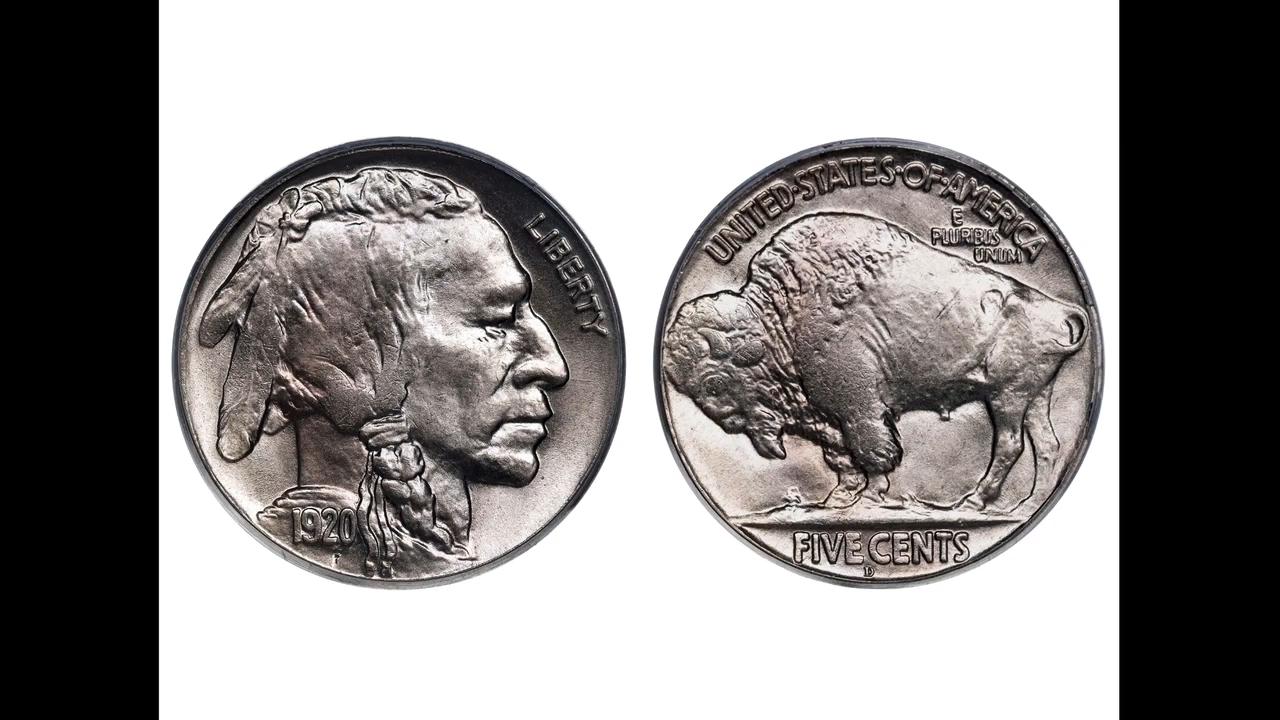 LIBERTY
1920
F
UNITED·STATES·OF·AMERICA
E
PLURIBUS
UNUM
FIVE CENTS
D